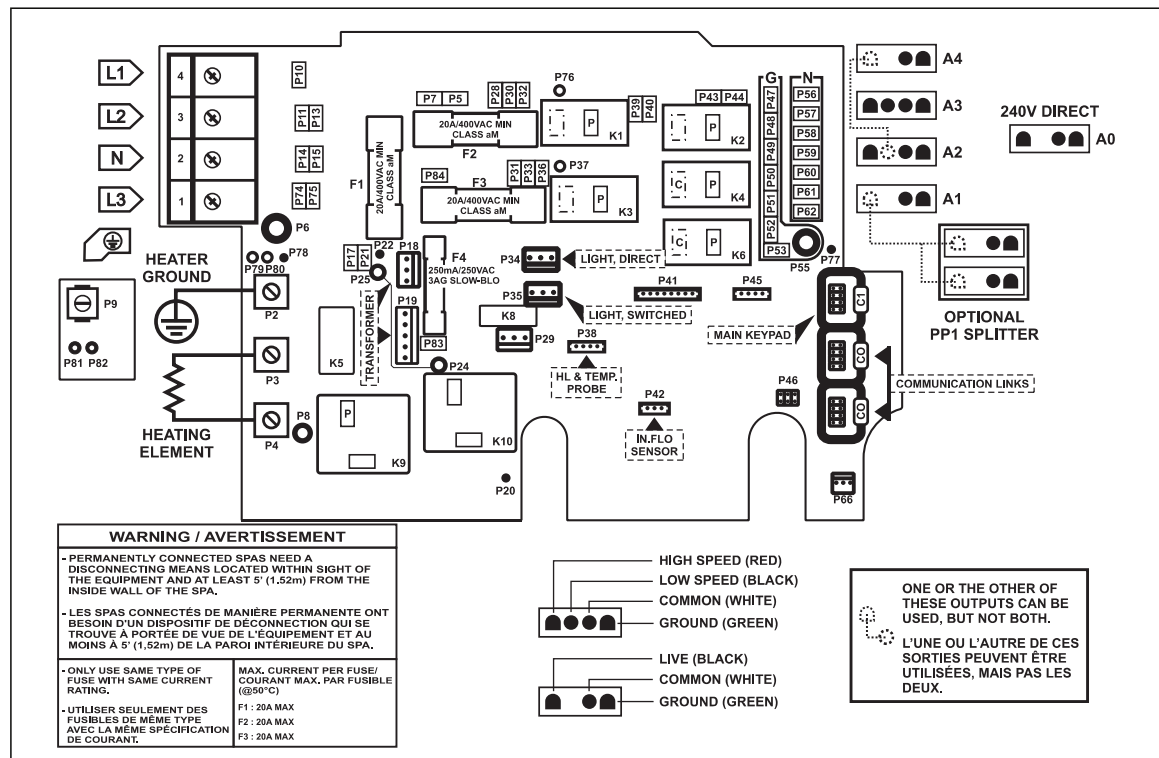 L1
L2
N
L3
4
3
2
1
P10
P11 P13
P14 P15
P74 P75
P6
P79 P80 P78
HEATER
GROUND
P9
P81 P82
P2
P3
P4
P8
HEATING
ELEMENT
P7 P5
P28 P30 P32
20A/400VAC MIN
CLASS aM
F2
F1
20A/400VAC MIN
CLASS aM
P84
F3
20A/400VAC MIN
CLASS aM
P31 P33 P36
P76
P
K1
P39 P40
P37
K3
P43 P44
P
K2
C P
K4
C P
K6
G
N
P47
P48
P49
P50
P51
P52
P53
P56
P57
P58
P59
P60
P61
P62
P55
P77
P17 P21
P22
P25
P18
P19
TRANSFORMER
F4
250mA/250VAC
3AG SLOW-BLO
P83
P24
K5
P
K9
K10
P20
P34
LIGHT, DIRECT
P35
LIGHT, SWITCHED
K8
P29
P38
HL & TEMP.
PROBE
P41
P45
P42
IN.FLO
SENSOR
MAIN KEYPAD
C1
CO
CO
COMMUNICATION LINKS
P46
P66
A4
A3
A2
A1
240V DIRECT
A0
OPTIONAL
PP1 SPLITTER
WARNING / AVERTISSEMENT
- PERMANENTLY CONNECTED SPAS NEED A
DISCONNECTING MEANS LOCATED WITHIN SIGHT OF
THE EQUIPMENT AND AT LEAST 5' (1.52m) FROM THE
INSIDE WALL OF THE SPA.
- LES SPAS CONNECTÉS DE MANIÈRE PERMANENTE ONT
BESOIN D'UN DISPOSITIF DE DÉCONNECTION QUI SE
TROUVE À PORTÉE DE VUE DE L'ÉQUIPEMENT ET AU
MOINS À 5' (1,52m) DE LA PAROI INTÉRIEURE DU SPA.
- ONLY USE SAME TYPE OF
FUSE WITH SAME CURRENT
RATING.
- UTILISER SEULEMENT DES
FUSIBLES DE MÊME TYPE
AVEC LA MÊME SPÉCIFICATION
DE COURANT.
MAX. CURRENT PER FUSE/
COURANT MAX. PAR FUSIBLE
(@50°C)
F1 : 20A MAX
F2 : 20A MAX
F3 : 20A MAX
HIGH SPEED (RED)
LOW SPEED (BLACK)
COMMON (WHITE)
GROUND (GREEN)
LIVE (BLACK)
COMMON (WHITE)
GROUND (GREEN)
ONE OR THE OTHER OF
THESE OUTPUTS CAN BE
USED, BUT NOT BOTH.
L'UNE OU L'AUTRE DE CES
SORTIES PEUVENT ÊTRE
UTILISÉES, MAIS PAS LES
DEUX.